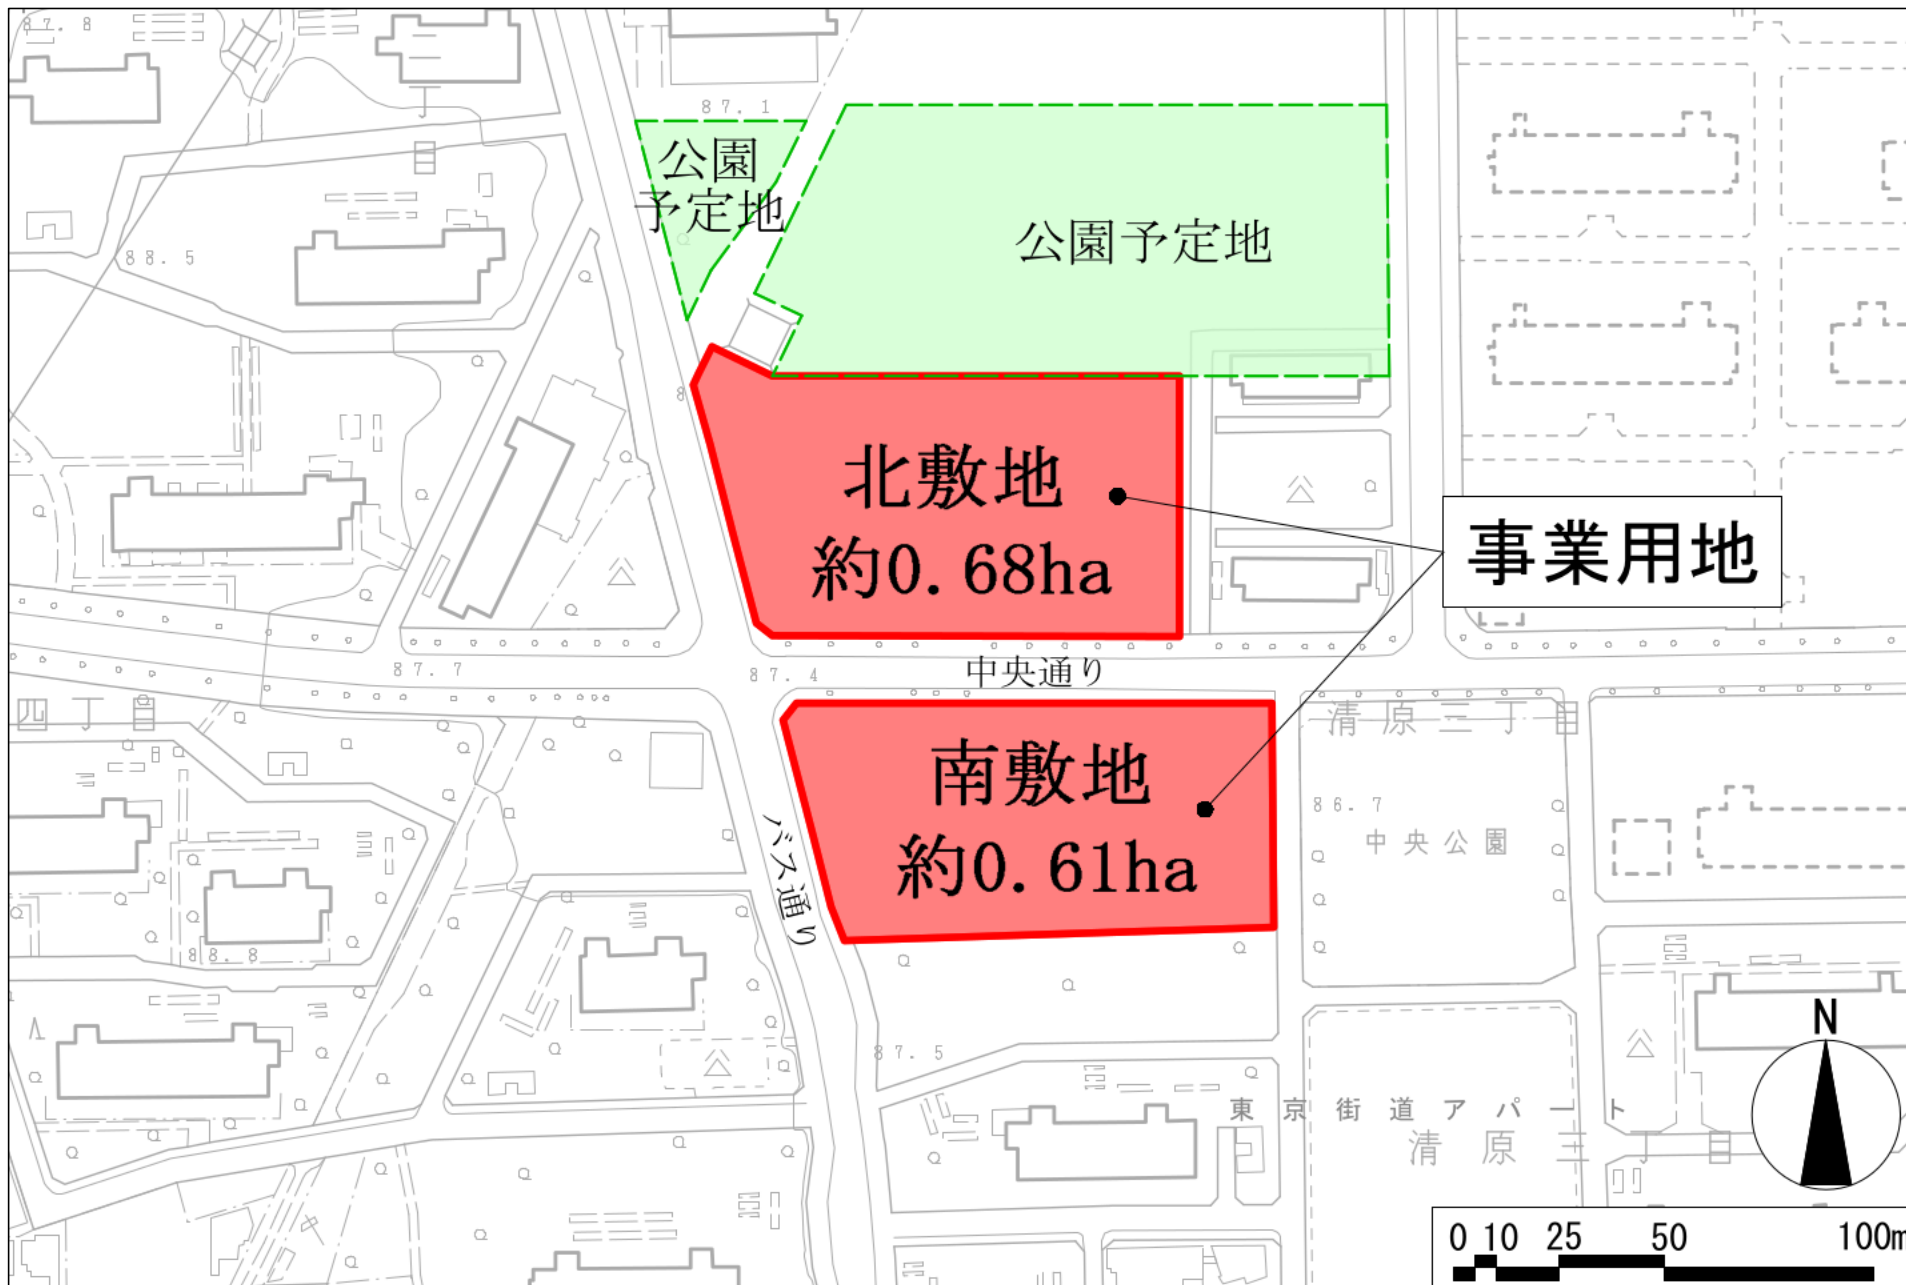 87.8
87.1
公園
予定地
公園予定地
88.5
丁
目
北敷地
約0.68ha
事業用地
87.7
87.4
中央通り
四丁目
清原三丁目
南敷地
約0.61ha
86.7
中央公園
バス通り
88.8
87.5
N
東京街道アパート
清原三丁目
0 10 25 50 100m